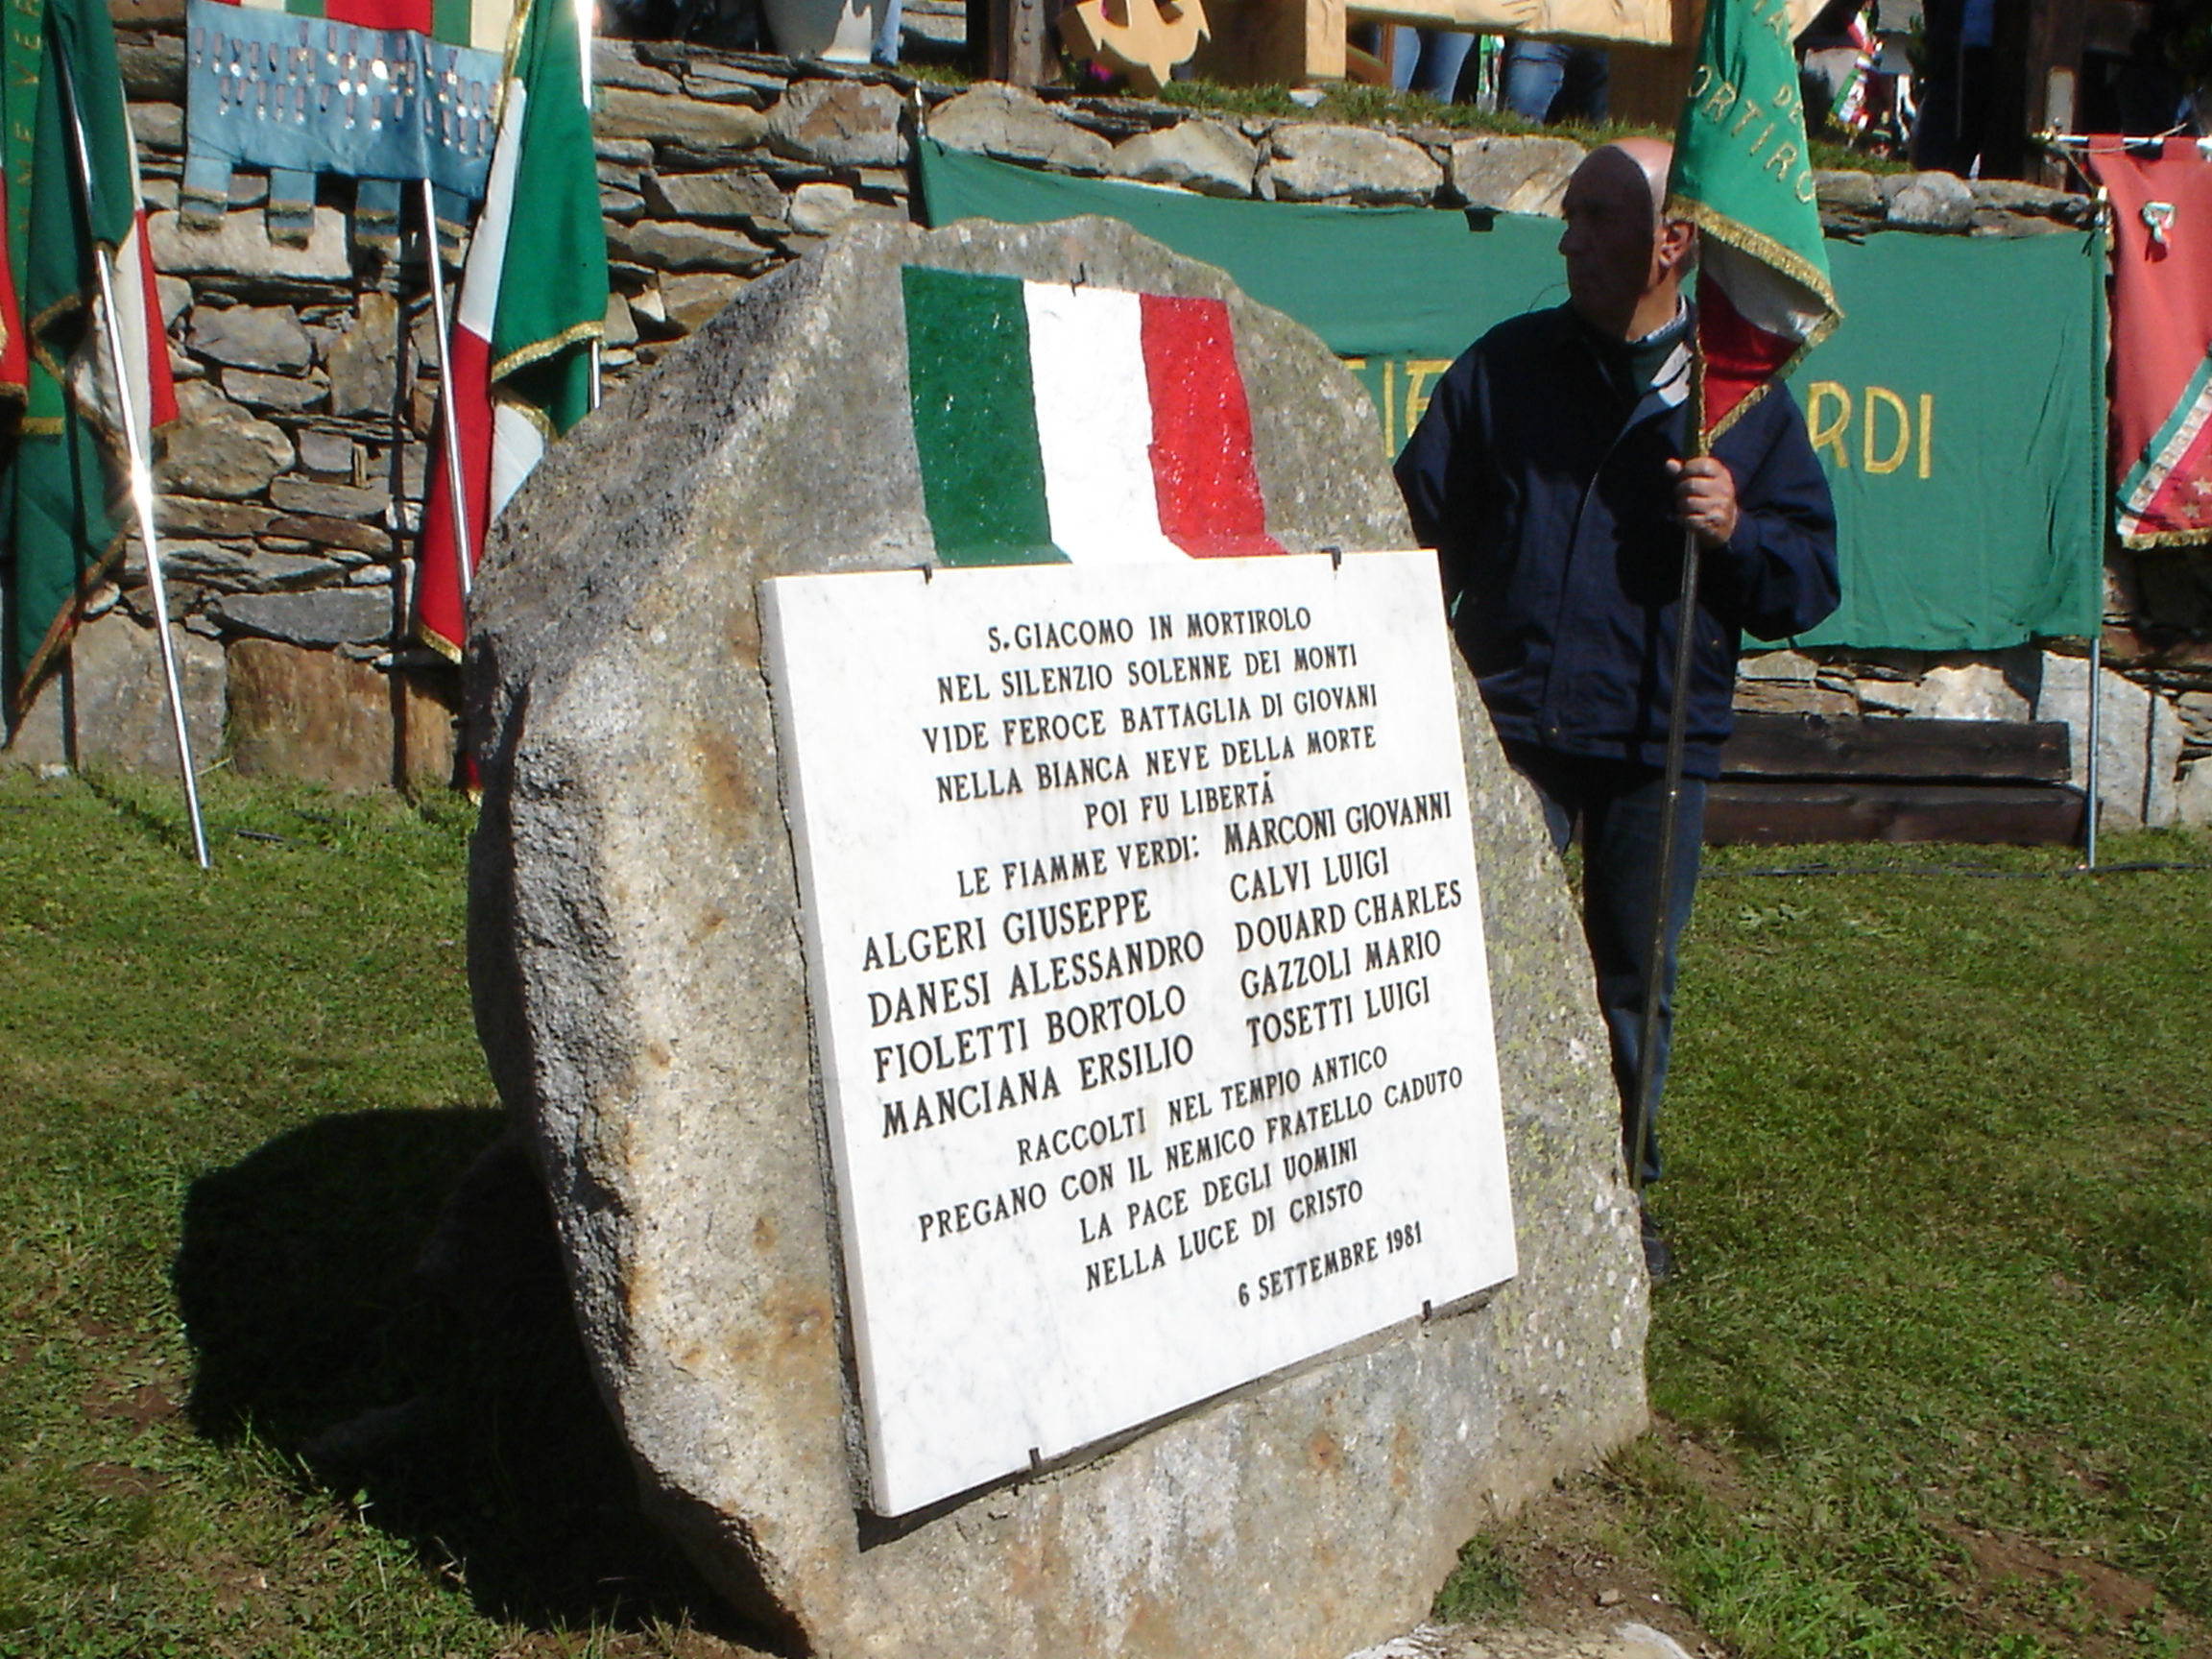 S. GIACOMO IN MORTIROLO
NEL SILENZIO SOLENNE DEI MONTI
VIDE FEROCE BATTAGLIA DI GIOVANI
NELLA BIANCA NEVE DELLA MORTE
POI FU LIBERTÁ
LE FIAMME VERDI: MARCONI GIOVANNI
ALGERI GIUSEPPE CALVI LUIGI
DANESI ALESSANDRO DOUARD CHARLES
FIOLETTI BORTOLO GAZZOLI MARIO
MANCIANA ERSILIO TOSETTI LUIGI
RACCOLTI NEL TEMPIO ANTICO
PREGANO CON IL NEMICO FRATELLO CADUTO
LA PACE DEGLI UOMINI
NELLA LUCE DI CRISTO
6 SETTEMBRE 1981
ORTIRO
RDI